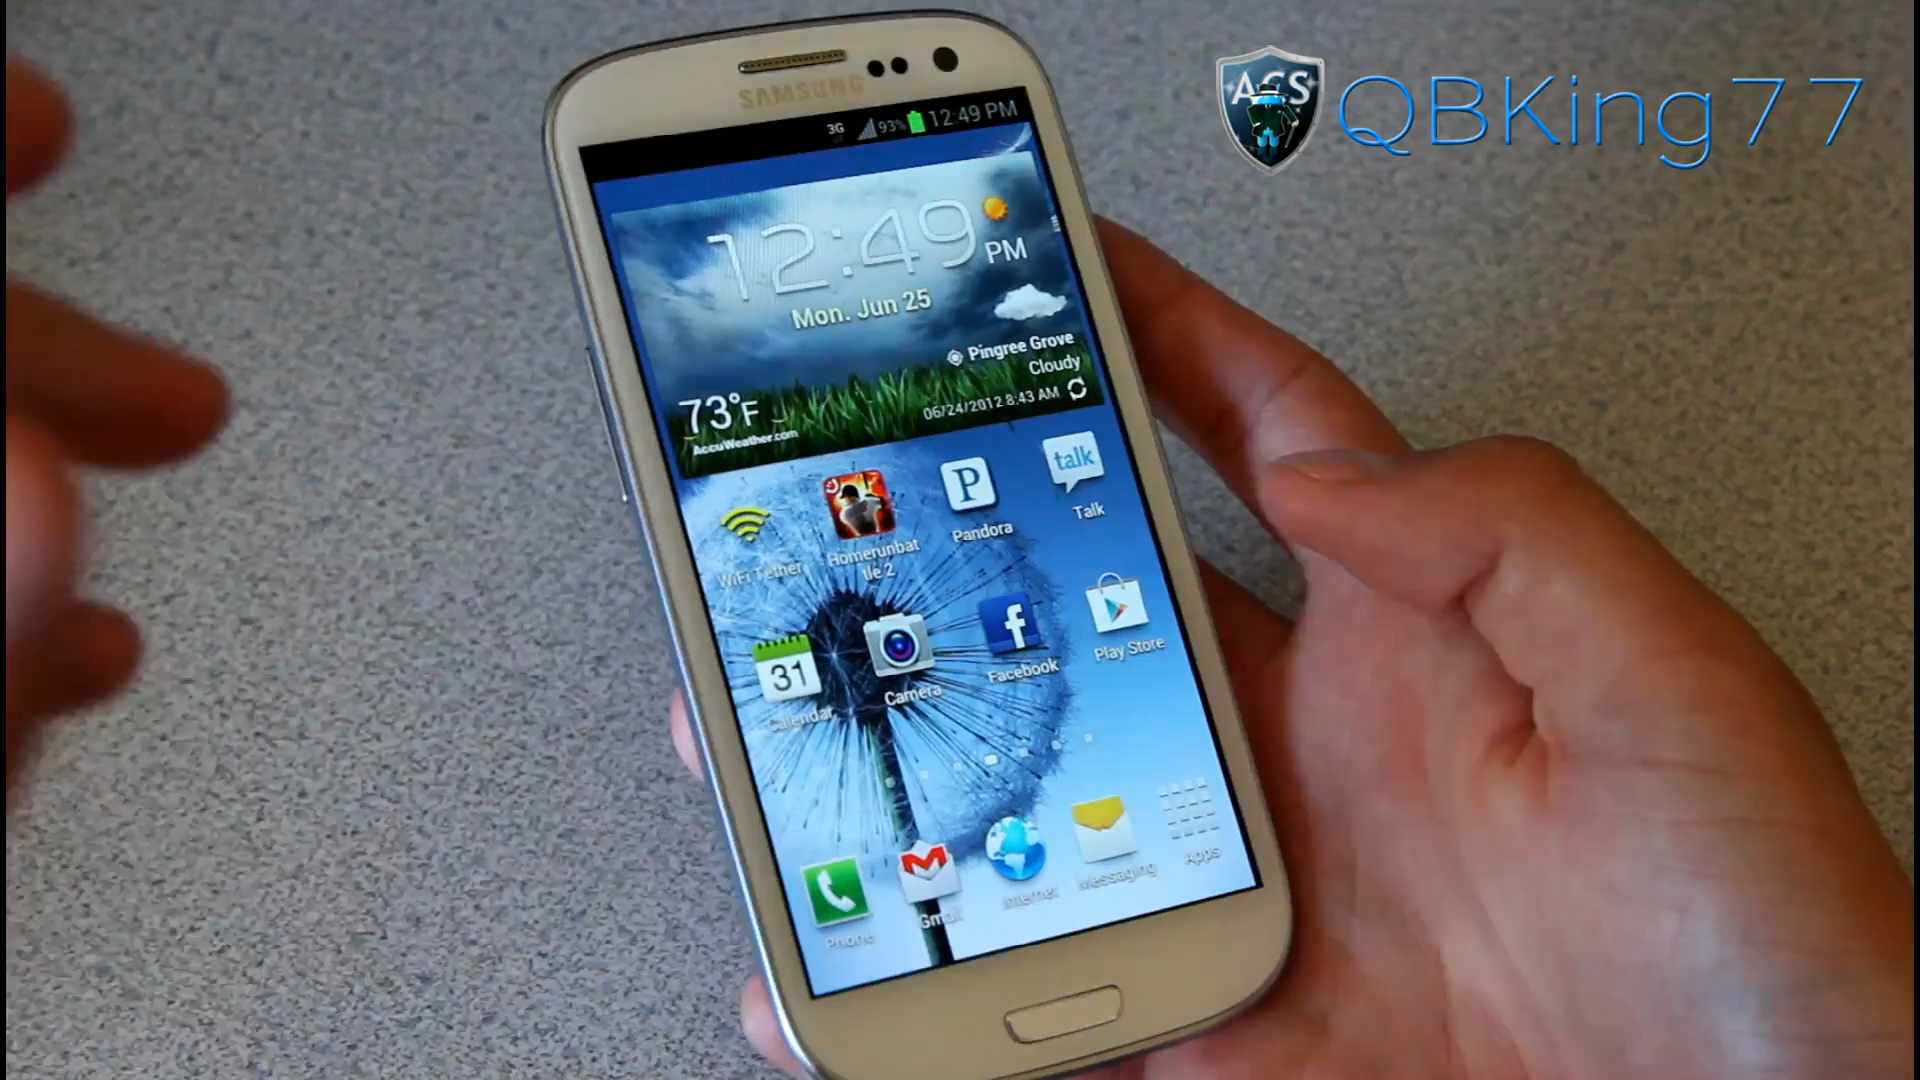 ACS QBKing77
SAMSUNG
3G 93% 12:49 PM
12:49 PM
Mon. Jun 25
Pingree Grove
Cloudy
73°F
06/24/2012 8:43 AM
AccuWeather.com
talk
P
WiFi Tether
Homerunbat
tle 2
Pandora
Talk
31
f
Calendar
Camera
Facebook
Play Store
Phone
Gmail
Internet
Messaging
Apps